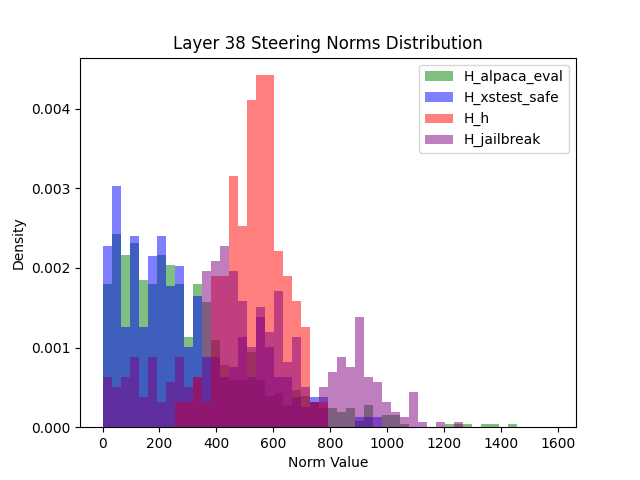 Layer 38 Steering Norms Distribution
H_alpaca_eval
H_xstest_safe
H_h
H_jailbreak
Density
0.004
0.003
0.002
0.001
0.000
0 200 400 600 800 1000 1200 1400 1600
Norm Value